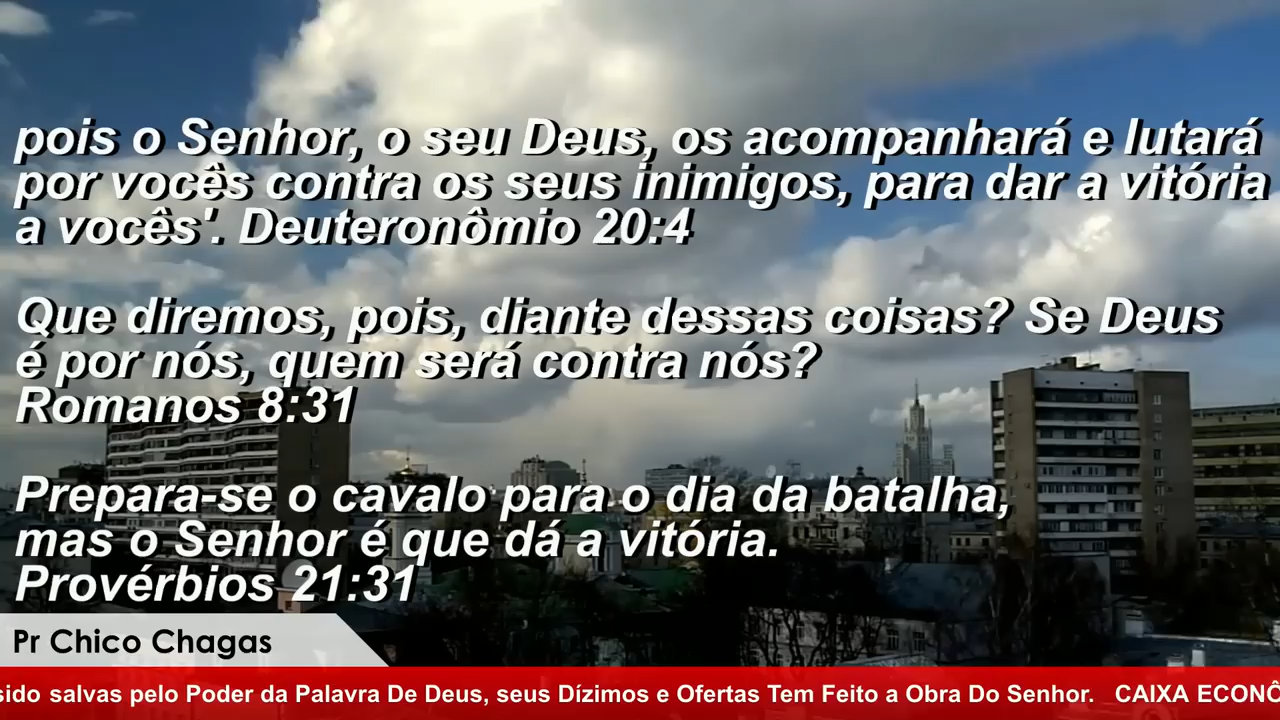 pois o Senhor, o seu Deus, os acompanhará e lutará
por vocês contra os seus inimigos, para dar a vitória
a vocês'. Deuteronômio 20:4
Que diremos, pois, diante dessas coisas? Se Deus
é por nós, quem será contra nós?
Romanos 8:31
Prepara-se o cavalo para o dia da batalha,
mas o Senhor é que dá a vitória.
Provérbios 21:31
Pr Chico Chagas
sido salvas pelo Poder da Palavra De Deus, seus Dízimos e Ofertas Tem Feito a Obra Do Senhor. CAIXA ECONÔ